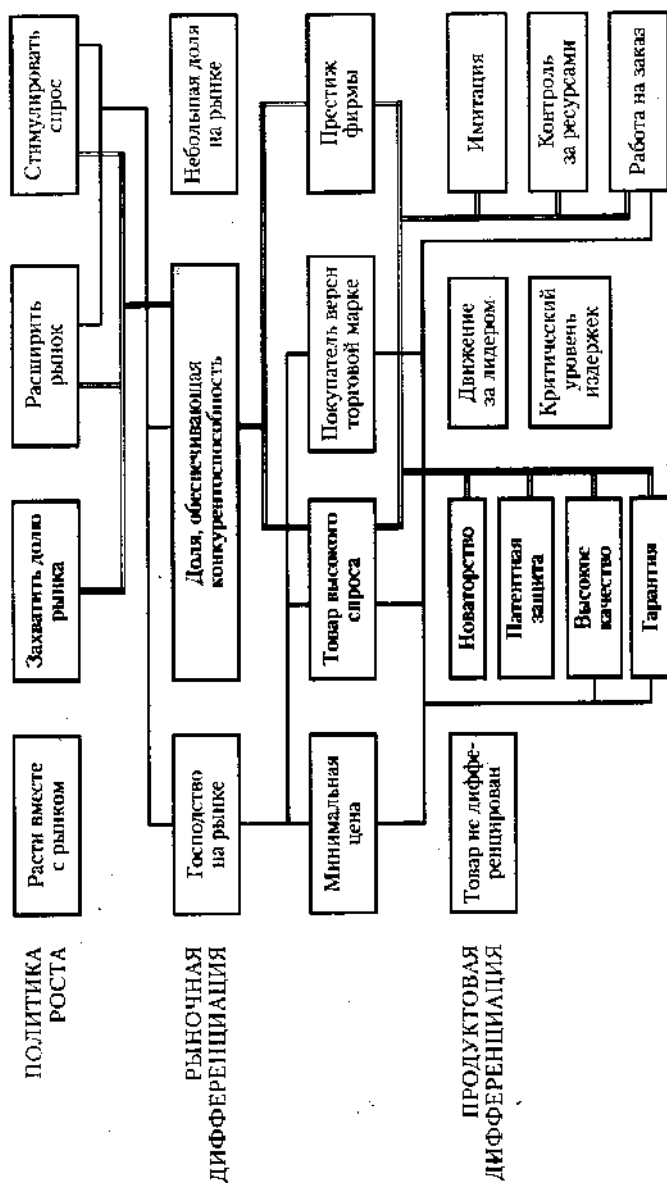 ПОЛИТИКА
РОСТА
Расти вместе
с рынком
Захватить долю
рынка
Расширить
рынок
Стимулировать
спрос
РЫНОЧНАЯ
ДИФФЕРЕНЦИАЦИЯ
Господство
на рынке
Доля, обеспечивающая
конкурентоспособность
Небольшая доля
на рынке
Минимальная
цена
Товар высокого
спроса
Покупатель верен
торговой марке
Престиж
фирмы
ПРОДУКТОВАЯ
ДИФФЕРЕНЦИАЦИЯ
Товар не диффе-
ренцирован
Новаторство
Патентная
защита
Высокое
качество
Гарантия
Движение
за лидером
Критический
уровень
издержек
Имитация
Контроль
за ресурсами
Работа на заказ